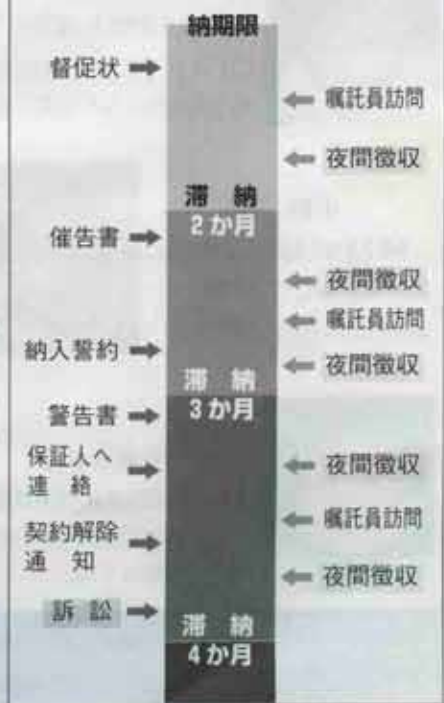 納期限
督促状 ➡
⬅ 嘱託員訪問
⬅ 夜間徴収
滞 納
2か月
催告書 ➡
⬅ 夜間徴収
⬅ 嘱託員訪問
納入誓約 ➡
⬅ 夜間徴収
滞 納
3か月
警告書 ➡
保証人へ
連 絡 ➡
⬅ 夜間徴収
⬅ 嘱託員訪問
契約解除
通 知 ➡
⬅ 夜間徴収
訴 訟 ➡
滞 納
4か月